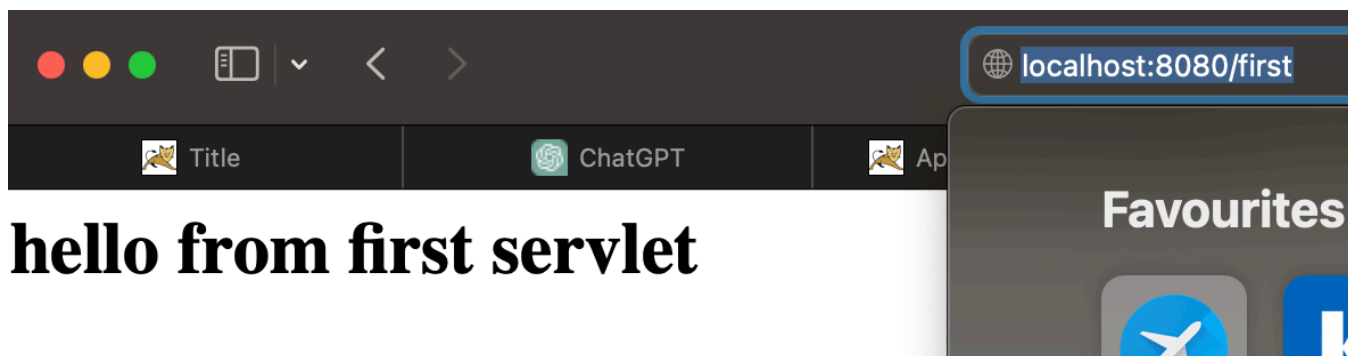 localhost:8080/first
Title
ChatGPT
Ap
Favourites
hello from first servlet